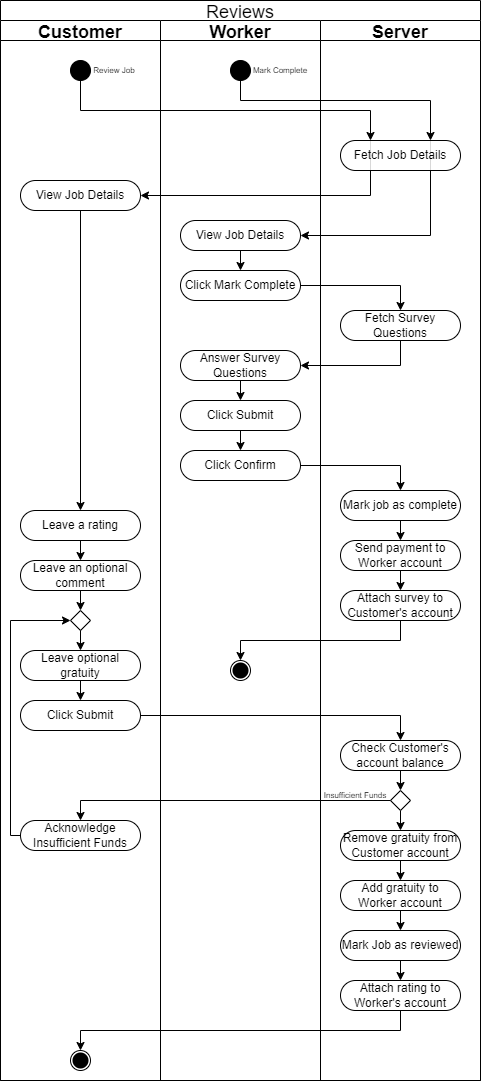 Reviews
Customer
Worker
Server
Review Job
Mark Complete
Fetch Job Details
View Job Details
View Job Details
Click Mark Complete
Fetch Survey
Questions
Answer Survey
Questions
Click Submit
Click Confirm
Mark job as complete
Leave a rating
Send payment to
Worker account
Leave an optional
comment
Attach survey to
Customer's account
Leave optional
gratuity
Click Submit
Check Customer's
account balance
Insufficient Funds
Acknowledge
Insufficient Funds
Remove gratuity from
Customer account
Add gratuity to
Worker account
Mark Job as reviewed
Attach rating to
Worker's account